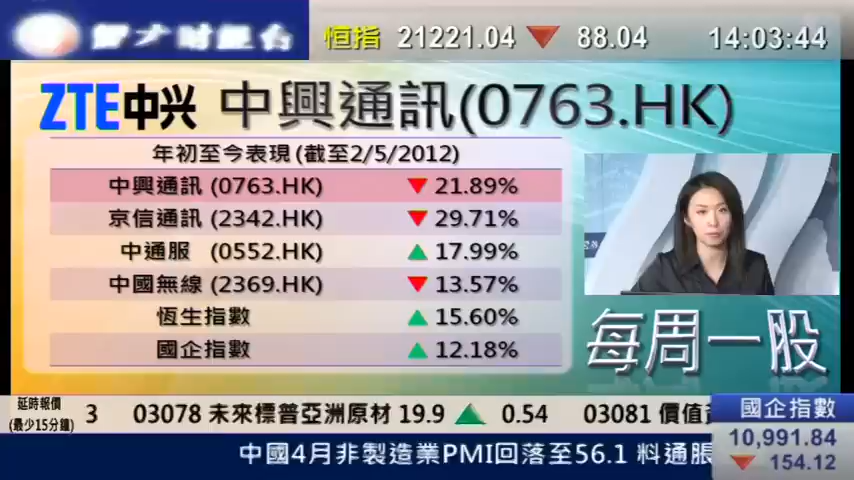 智才財經台
恒指 21221.04 ▼ 88.04 14:03:44
ZTE中兴 中興通訊(0763.HK)
年初至今表現(截至2/5/2012)
中興通訊 (0763.HK) ▼ 21.89%
京信通訊 (2342.HK) ▼ 29.71%
中通服 (0552.HK) ▲ 17.99%
中國無線 (2369.HK) ▼ 13.57%
恆生指數 ▲ 15.60%
國企指數 ▲ 12.18%
每周一股
延時報價
(最少15分鐘)
3 03078 未來標普亞洲原材 19.9 ▲ 0.54 03081 價值
國企指數
10,991.84
▼ 154.12
中國4月非製造業PMI回落至56.1 料通脹